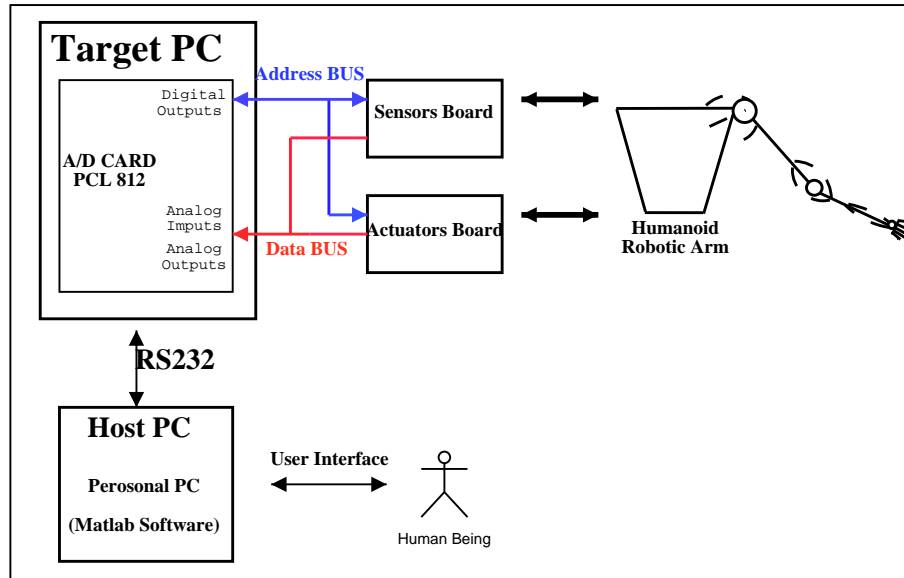 Target PC
Address BUS
Digital
Outputs
Sensors Board
A/D CARD
PCL 812
Analog
Imputs
Analog
Outputs
Data BUS
Actuators Board
Humanoid
Robotic Arm
RS232
Host PC
Perosonal PC
(Matlab Software)
User Interface
Human Being